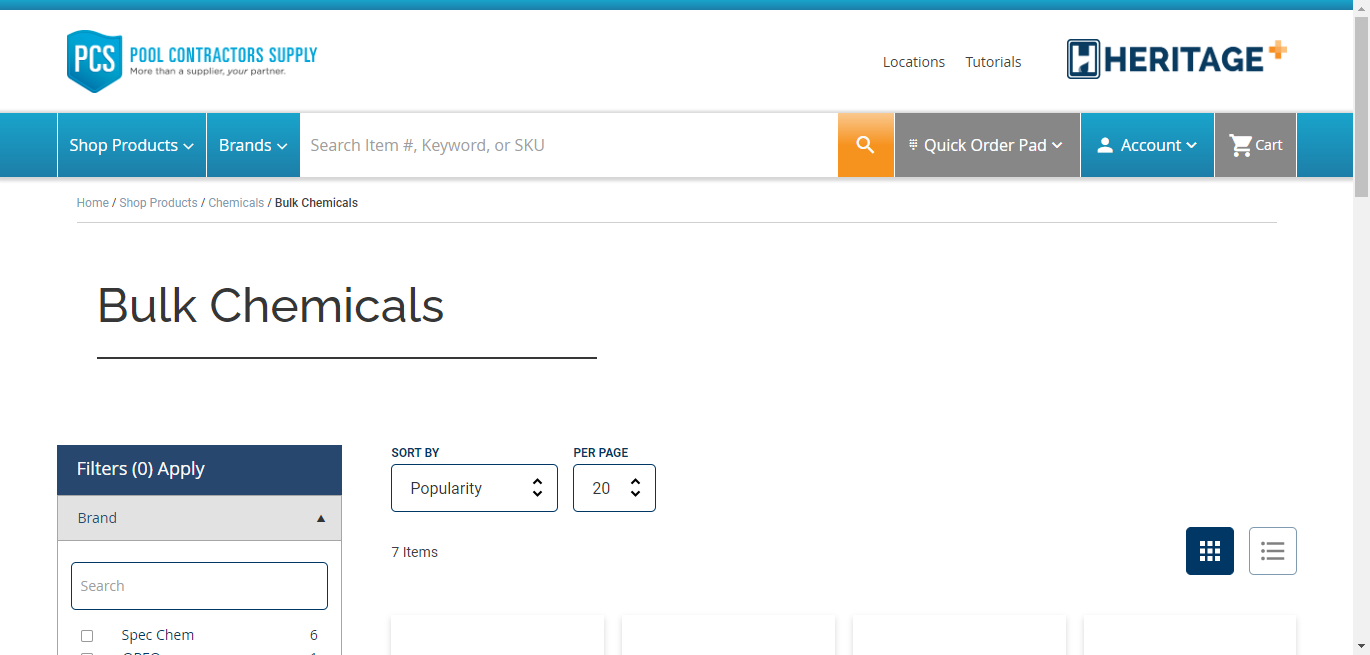 PCS POOL CONTRACTORS SUPPLY
More than a supplier, your partner.
Locations Tutorials
HERITAGE
Shop Products Brands Search Item #, Keyword, or SKU Quick Order Pad Account Cart
Home / Shop Products / Chemicals / Bulk Chemicals
Bulk Chemicals
Filters (0) Apply
Brand
Search
Spec Chem 6
SORT BY PER PAGE
Popularity 20
7 Items